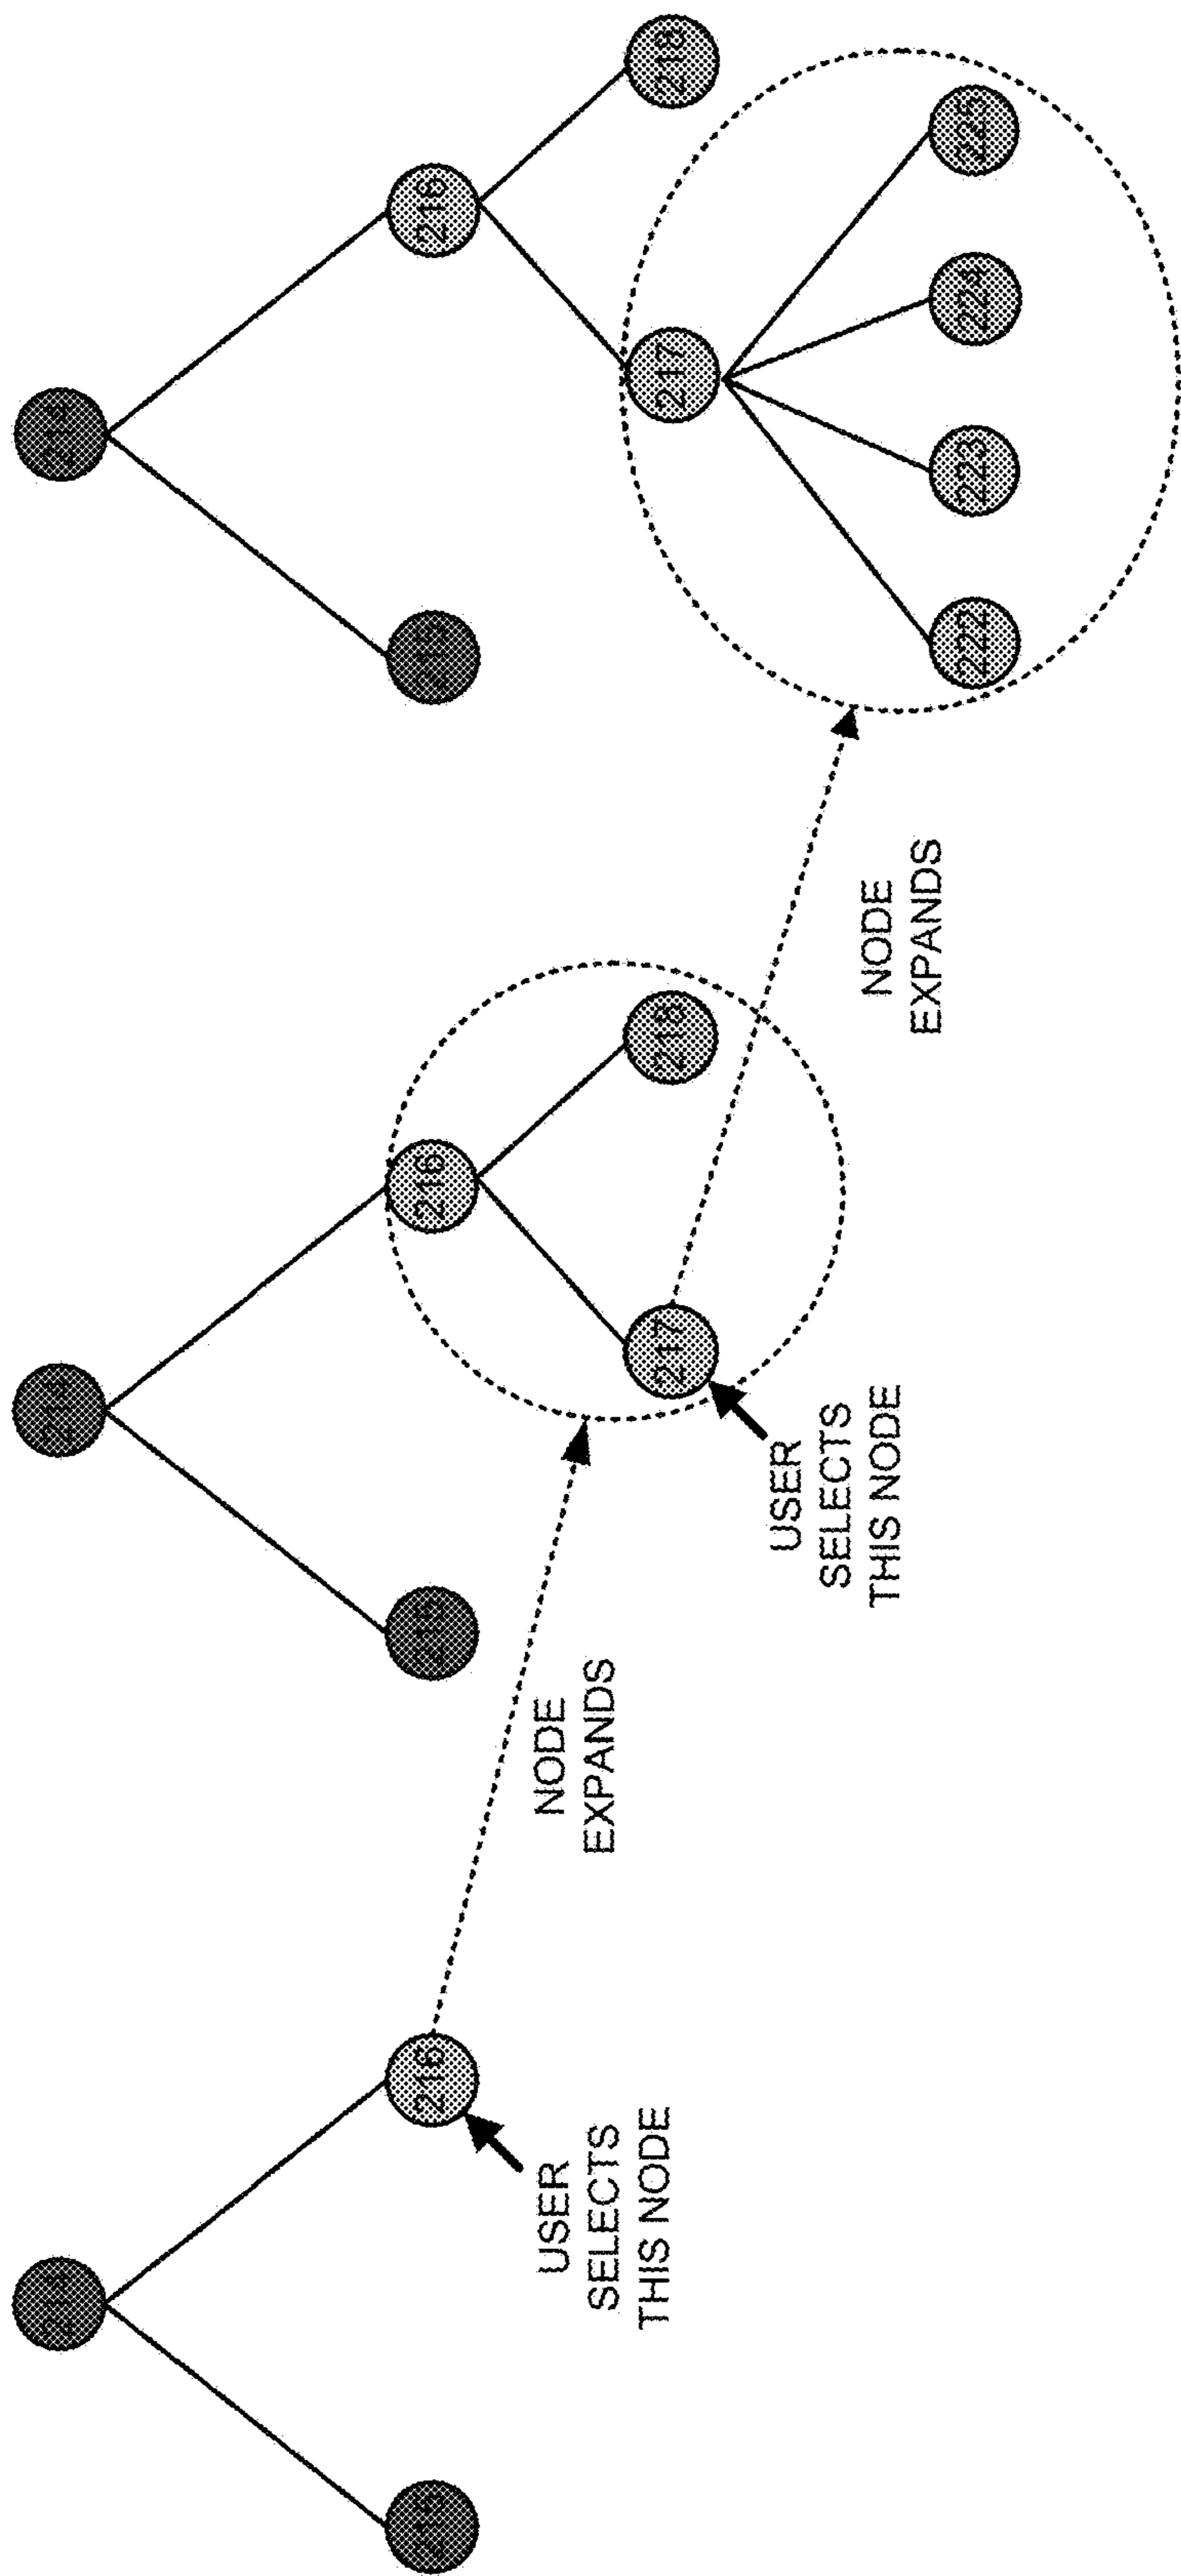 214
215
216
USER
SELECTS
THIS NODE
NODE
EXPANDS
214
215
216
217
218
USER
SELECTS
THIS NODE
NODE
EXPANDS
214
215
216
217
218
222
223
224
225